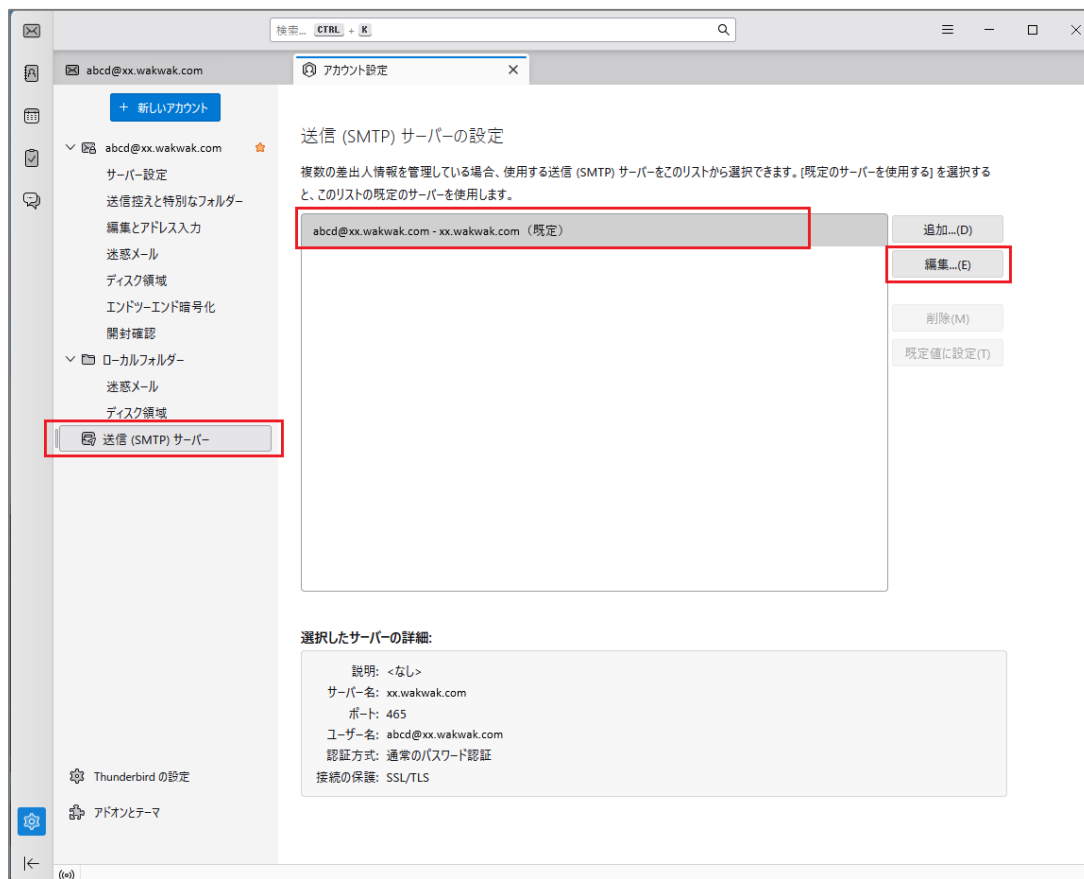 検索... CTRL + K
abcd@xx.wakwak.com
アカウント設定
+ 新しいアカウント
abcd@xx.wakwak.com
サーバー設定
送信控えと特別なフォルダー
編集とアドレス入力
迷惑メール
ディスク領域
エンドツーエンド暗号化
開封確認
ローカルフォルダー
迷惑メール
ディスク領域
送信 (SMTP) サーバー
Thunderbird の設定
アドオンとテーマ
送信 (SMTP) サーバーの設定
複数の差出人情報を管理している場合、使用する送信 (SMTP) サーバーをこのリストから選択できます。[既定のサーバーを使用する] を選択する
と、このリストの既定のサーバーを使用します。
abcd@xx.wakwak.com - xx.wakwak.com（既定）
追加...(D)
編集...(E)
削除(M)
既定値に設定(T)
選択したサーバーの詳細:
説明: <なし>
サーバー名: xx.wakwak.com
ポート: 465
ユーザー名: abcd@xx.wakwak.com
認証方式: 通常のパスワード認証
接続の保護: SSL/TLS